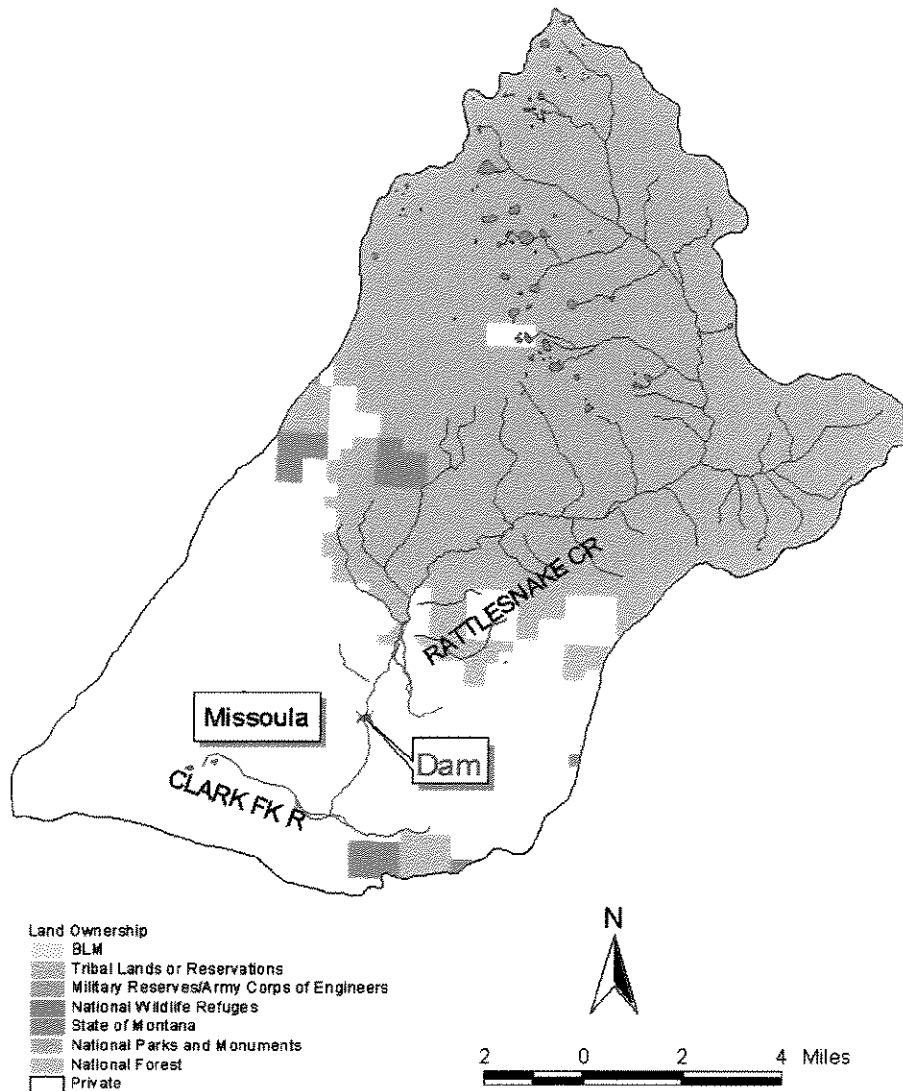 RATTLESNAKE CR
Missoula
Dam
CLARK FK R
Land Ownership
BLM
Tribal Lands or Reservations
Military Reserves/Army Corps of Engineers
National Wildlife Refuges
State of Montana
National Parks and Monuments
National Forest
Private
N
2 0 2 4 Miles